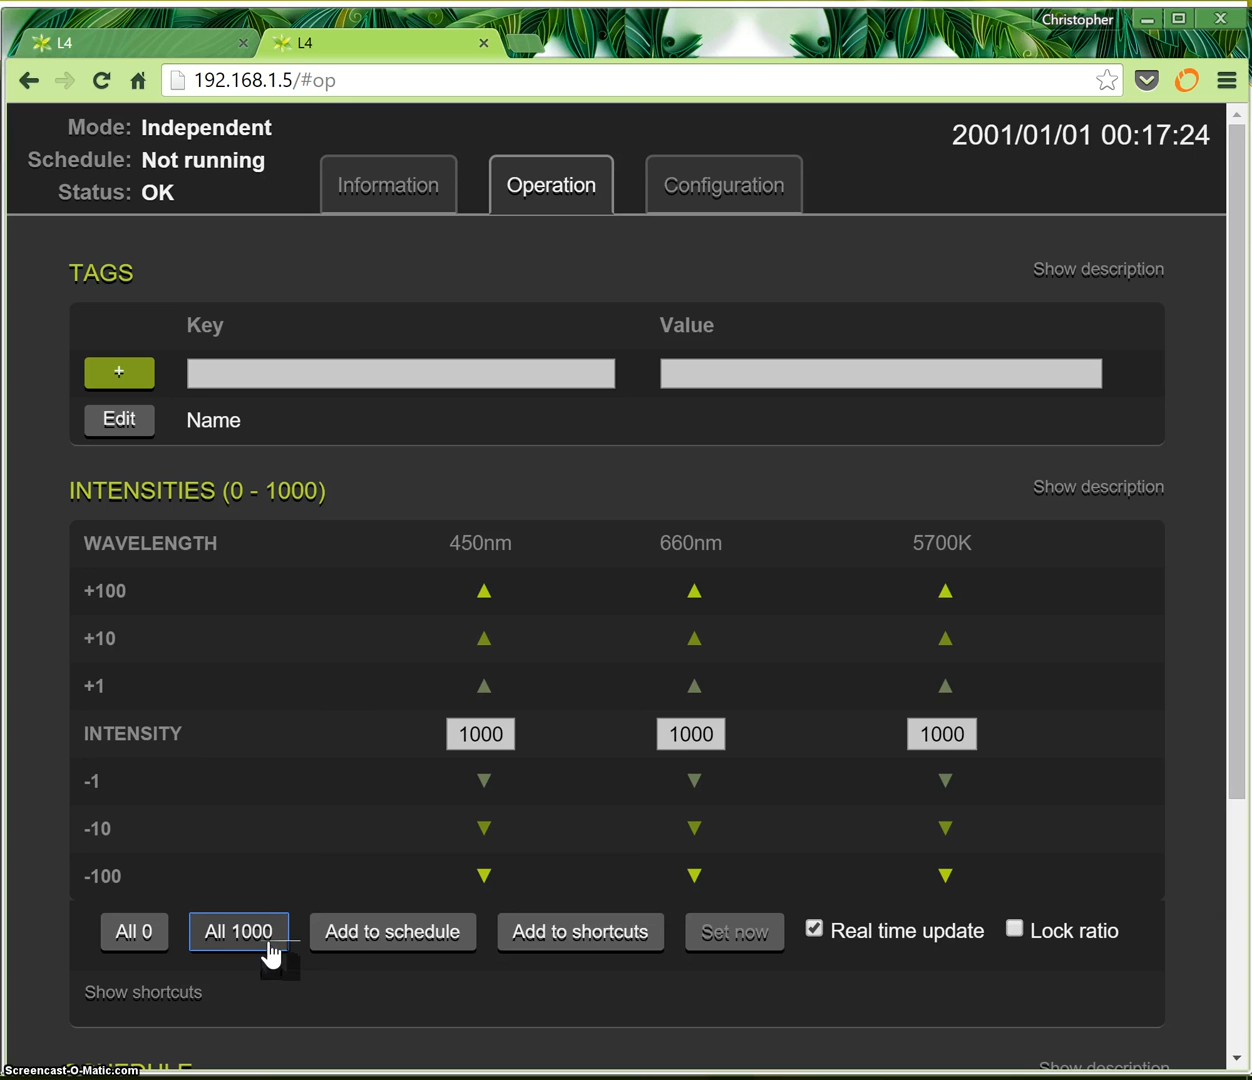 Christopher
L4
L4
192.168.1.5/#op
Mode: Independent
Schedule: Not running
Status: OK
Information
Operation
Configuration
2001/01/01 00:17:24
TAGS
Show description
Key Value
+
Edit Name
INTENSITIES (0 - 1000)
Show description
WAVELENGTH 450nm 660nm 5700K
+100
+10
+1
INTENSITY 1000 1000 1000
-1
-10
-100
All 0 All 1000 Add to schedule Add to shortcuts Set now Real time update Lock ratio
Show shortcuts
SCHEDULE Show description
Screencast-O-Matic.com